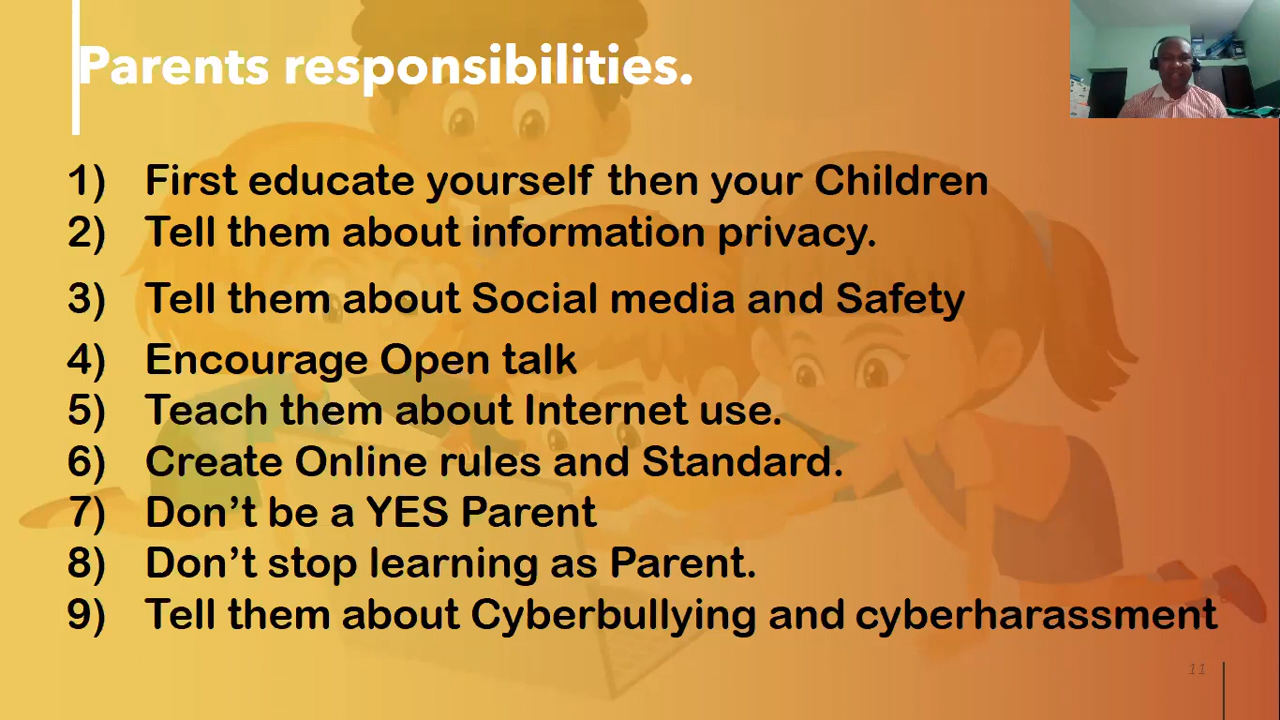 Parents responsibilities.
1) First educate yourself then your Children
2) Tell them about information privacy.
3) Tell them about Social media and Safety
4) Encourage Open talk
5) Teach them about Internet use.
6) Create Online rules and Standard.
7) Don’t be a YES Parent
8) Don’t stop learning as Parent.
9) Tell them about Cyberbullying and cyberharassment
11